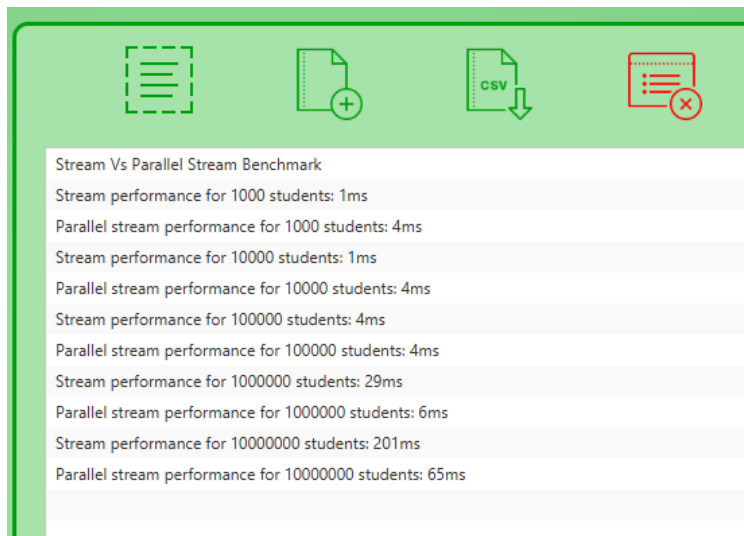 CSV
Stream Vs Parallel Stream Benchmark
Stream performance for 1000 students: 1ms
Parallel stream performance for 1000 students: 4ms
Stream performance for 10000 students: 1ms
Parallel stream performance for 10000 students: 4ms
Stream performance for 100000 students: 4ms
Parallel stream performance for 100000 students: 4ms
Stream performance for 1000000 students: 29ms
Parallel stream performance for 1000000 students: 6ms
Stream performance for 10000000 students: 201ms
Parallel stream performance for 10000000 students: 65ms